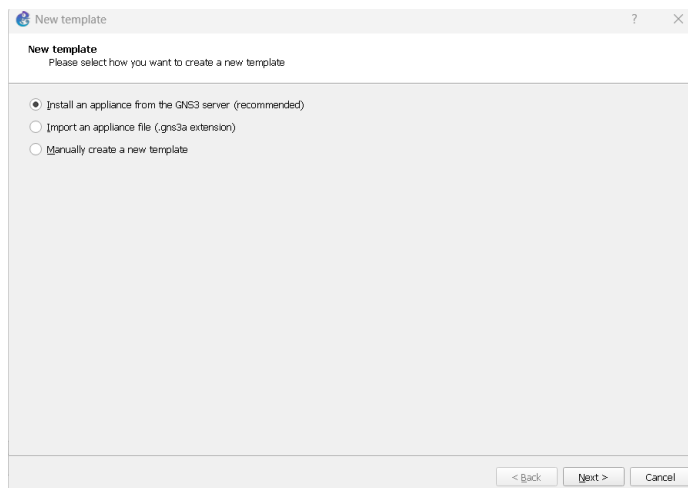 New template
New template
Please select how you want to create a new template
Install an appliance from the GNS3 server (recommended)
Import an appliance file (.gns3a extension)
Manually create a new template
< Back Next > Cancel